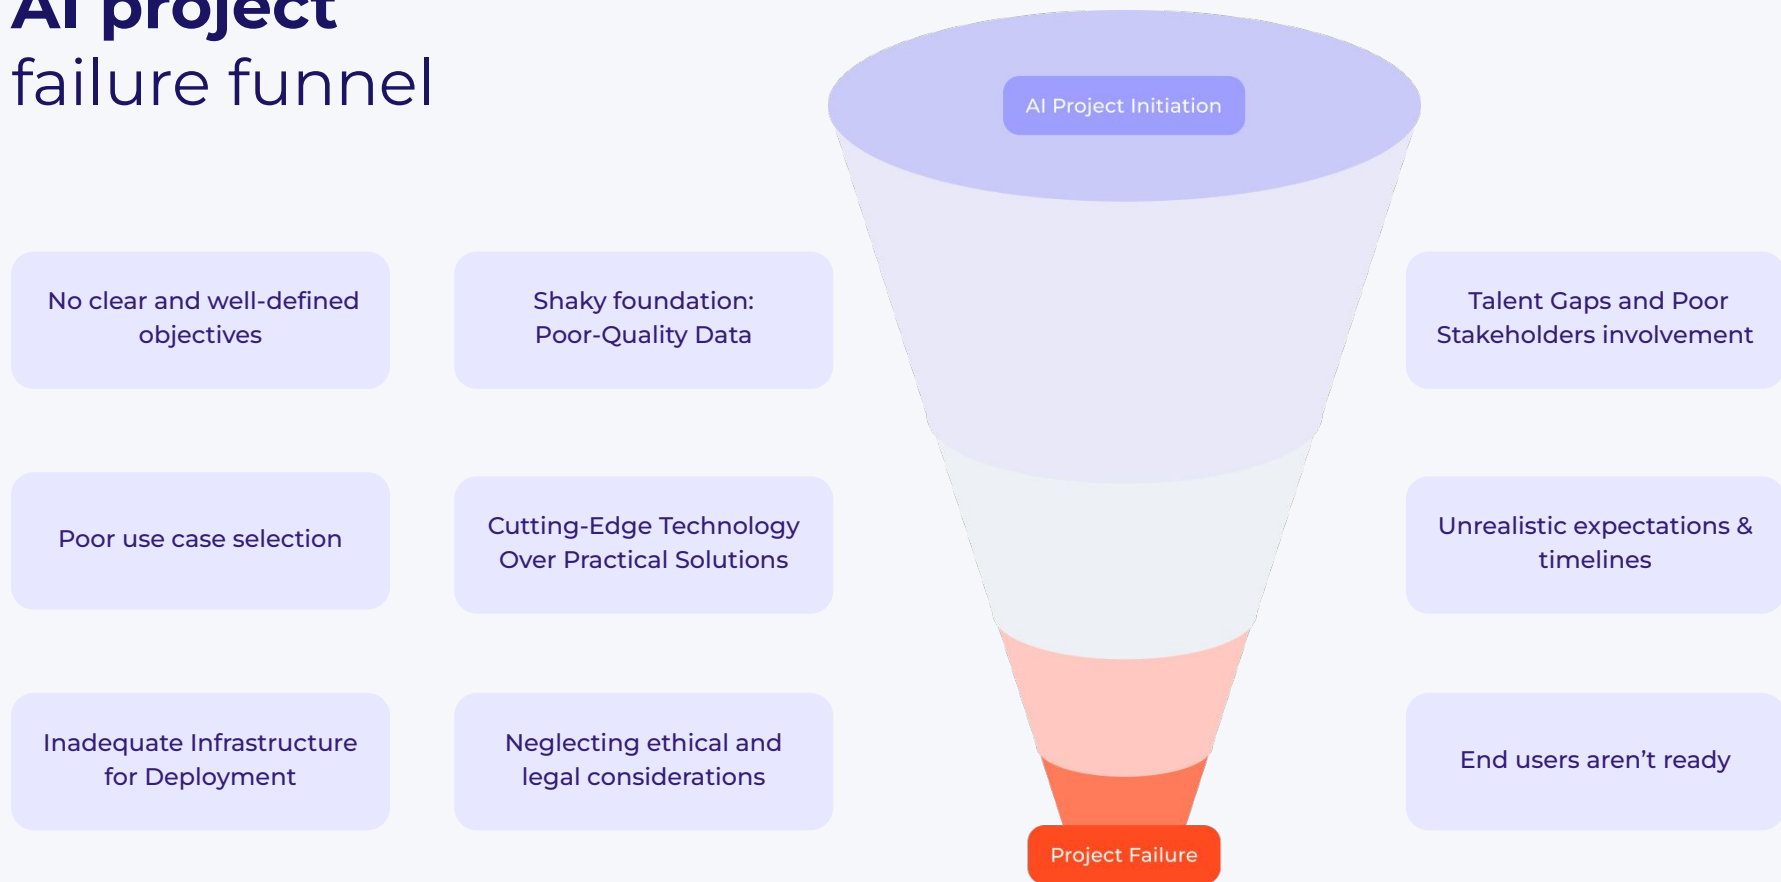 AI project
failure funnel
AI Project Initiation
No clear and well-defined
objectives
Shaky foundation:
Poor-Quality Data
Talent Gaps and Poor
Stakeholders involvement
Poor use case selection
Cutting-Edge Technology
Over Practical Solutions
Unrealistic expectations &
timelines
Inadequate Infrastructure
for Deployment
Neglecting ethical and
legal considerations
End users aren’t ready
Project Failure